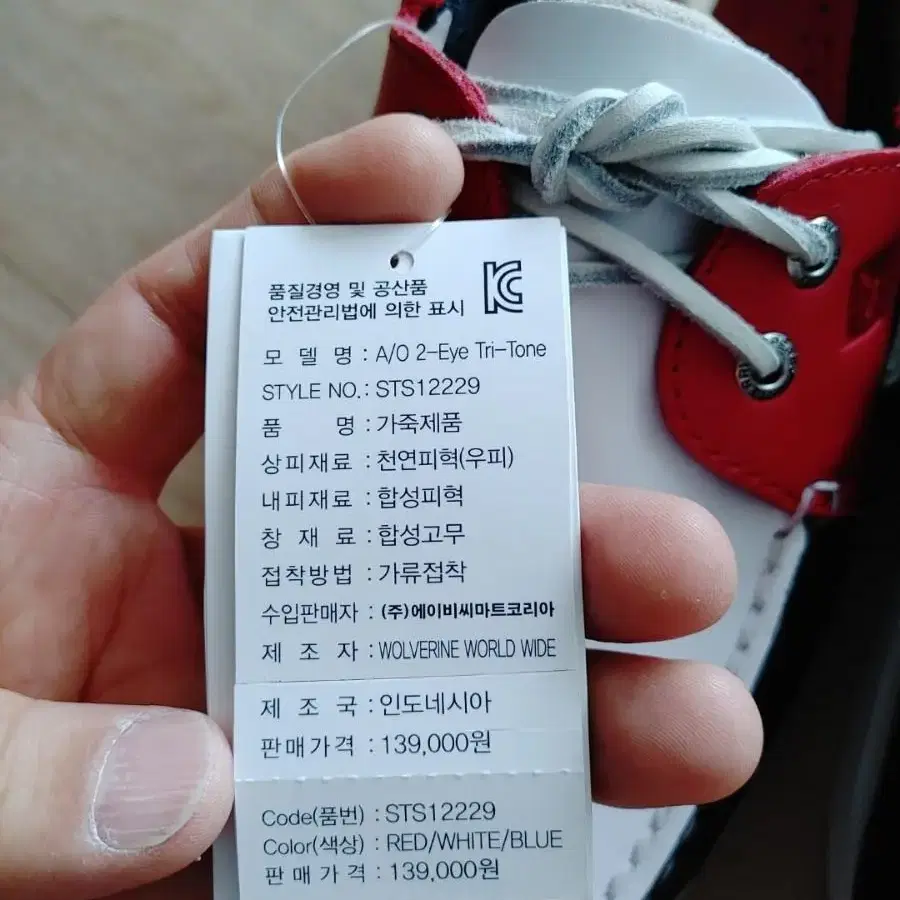 품질경영 및 공산품
안전관리법에 의한 표시
모 델 명 : A/O 2-Eye Tri-Tone
STYLE NO. : STS12229
품 명 : 가죽제품
상피재료 : 천연피혁(우피)
내피재료 : 합성피혁
창 재 료 : 합성고무
접착방법 : 가류접착
수입판매자 : (주)에이비씨마트코리아
제 조 자 : WOLVERINE WORLD WIDE
제 조 국 : 인도네시아
판매가격 : 139,000원
Code(품번) : STS12229
Color(색상) : RED/WHITE/BLUE
판 매 가 격 : 139,000원